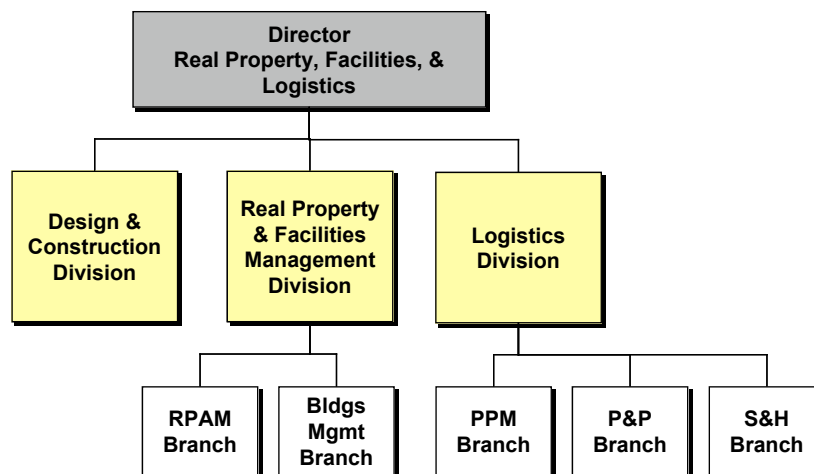 Director
Real Property, Facilities, &
Logistics
Design &
Construction
Division
Real Property
& Facilities
Management
Division
Logistics
Division
RPAM
Branch
Bldgs
Mgmt
Branch
PPM
Branch
P&P
Branch
S&H
Branch